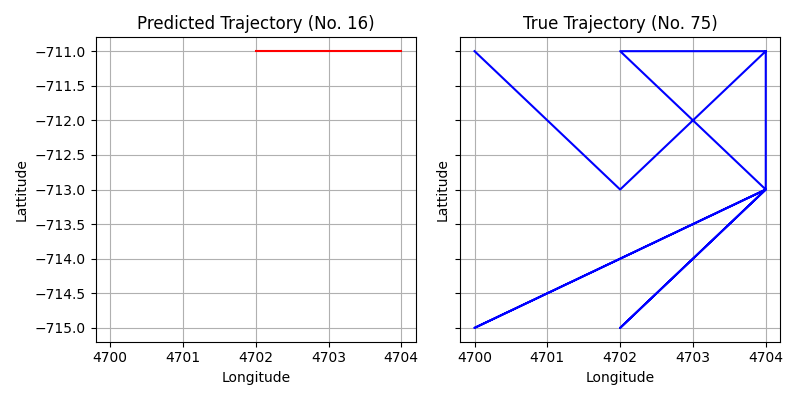 Predicted Trajectory (No. 16)
True Trajectory (No. 75)
−711.0
−711.5
−712.0
−712.5
−713.0
−713.5
−714.0
−714.5
−715.0
Lattitude
Lattitude
4700 4701 4702 4703 4704
4700 4701 4702 4703 4704
Longitude
Longitude